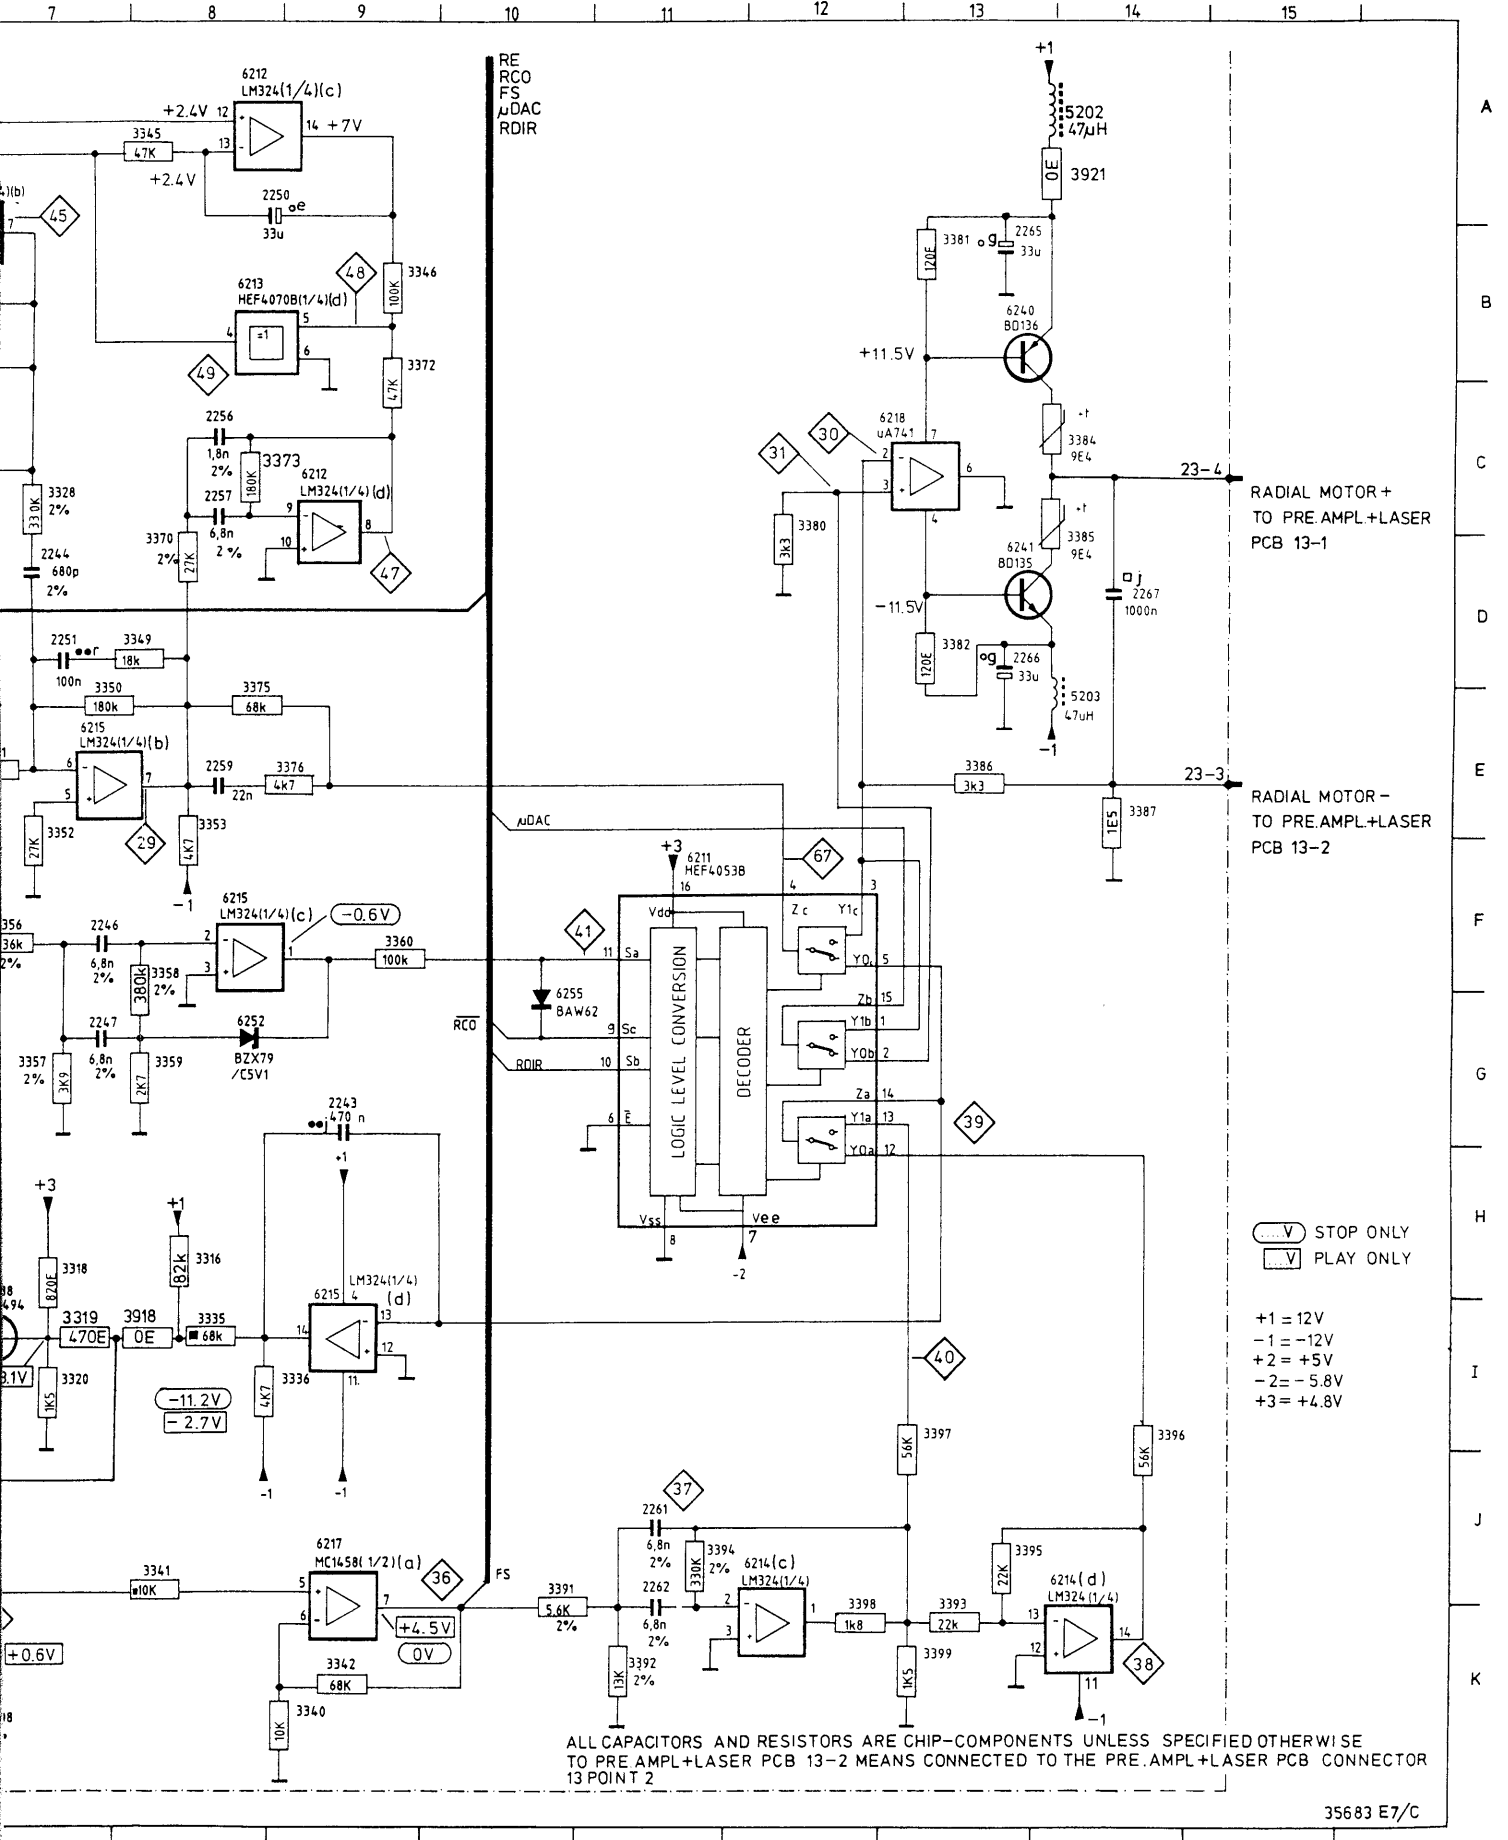 7 8 9 10 11 12 13 14 15
A
B
C
D
E
F
G
H
I
J
K
RE
RCO
FS
µDAC
RDIR
6212
LM324(1/4)(c)
+2.4V 12
14 +7V
13
3345
47K
+2.4V
2250
33u
e
45
7
48
3346
100K
6213
HEF4070B(1/4)(d)
4
5
6
=1
49
3372
47K
2256
1,8n
2%
3373
180K
2257
6,8n
2%
6212
LM324(1/4)(d)
9
10
8
47
3328
2%
330K
2244
680p
2%
3370
2%
27K
2251
100n
r
3349
18k
3350
180k
3375
68k
6215
LM324(1/4)(b)
6
5
7
2259
22n
3376
4k7
3352
27K
29
3353
4K7
-1
+1
5202
47µH
0E
3921
3381
120E
g
2265
33u
6240
BD136
+11.5V
30
31
6218
uA741
7
2
3
6
4
+t
3384
9E4
23-4
RADIAL MOTOR+
TO PRE.AMPL.+LASER
PCB 13-1
3380
3k3
+t
3385
9E4
6241
BD135
j
2267
1000n
-11.5V
3382
120E
g
2266
33u
5203
47uH
-1
3386
3k3
23-3
RADIAL MOTOR-
TO PRE.AMPL.+LASER
PCB 13-2
3387
1E5
µDAC
+3
6211
HEF4053B
16
67
4
3
Vdd
Zc
Y1c
Y0c 5
Zb 15
Y1b 1
Y0b 2
Za 14
Y1a 13
Y0a 12
LOGIC LEVEL CONVERSION
DECODER
41
11 Sa
9 Sc
10 Sb
6 E
Vss
8
Vee
7
-2
39
6215
LM324(1/4)(c)
-0.6V
2
3
1
356
36k
2%
2246
6,8n
2%
3358
2%
380k
3360
100k
6255
BAW62
RCO
RDIR
2247
6,8n
2%
6252
BZX79
/C5V1
3357
2%
3K9
3359
2K7
2243
470 n
j
+1
+3
+1
3318
820E
3316
82k
494
3319
470E
3918
0E
3335
68k
6215
LM324(1/4)
(d)
4
14
13
12
11
3320
1K5
-11.2V
-2.7V
3336
4K7
-1
-1
40
STOP ONLY
PLAY ONLY
+1 = 12V
-1 = -12V
+2 = +5V
-2 = -5.8V
+3 = +4.8V
3397
56K
3396
56K
37
2261
6,8n
2%
3394
2%
330K
6214(c)
LM324(1/4)
2262
6,8n
2%
2
3
1
3391
5.6K
2%
3392
2%
13K
3398
1k8
3393
22k
3395
22K
3399
1K5
6214(d)
LM324(1/4)
13
12
14
11
-1
38
3341
10K
6217
MC1458(1/2)(a)
5
6
7
36
FS
+4.5V
0V
+0.6V
3342
68K
3340
10K
ALL CAPACITORS AND RESISTORS ARE CHIP-COMPONENTS UNLESS SPECIFIED OTHERWISE
TO PRE.AMPL+LASER PCB 13-2 MEANS CONNECTED TO THE PRE.AMPL+LASER PCB CONNECTOR
13 POINT 2
35683 E7/C